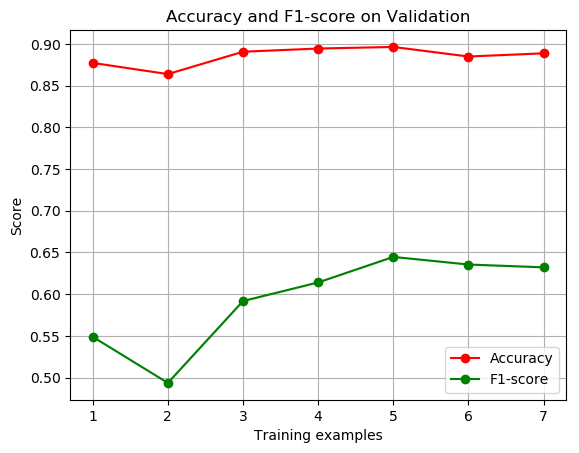 Accuracy and F1-score on Validation
0.90
0.85
0.80
0.75
0.70
0.65
0.60
0.55
0.50
Score
1 2 3 4 5 6 7
Training examples
Accuracy
F1-score